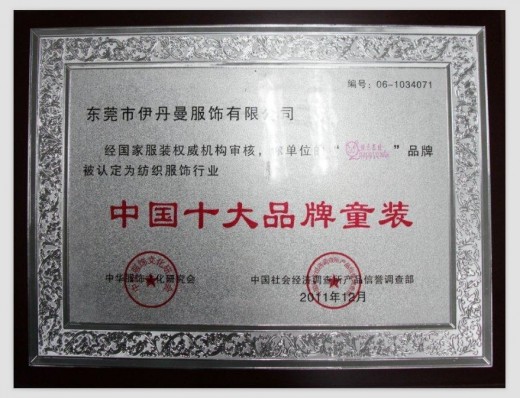 编号：06-1034071
东莞市伊丹曼服饰有限公司
经国家服装权威机构审核，单位 “ ” 品牌
被认定为纺织服饰行业
中国十大品牌童装
中华服饰文化研究会 中国社会经济调查所产品信誉调查部
2011年12月